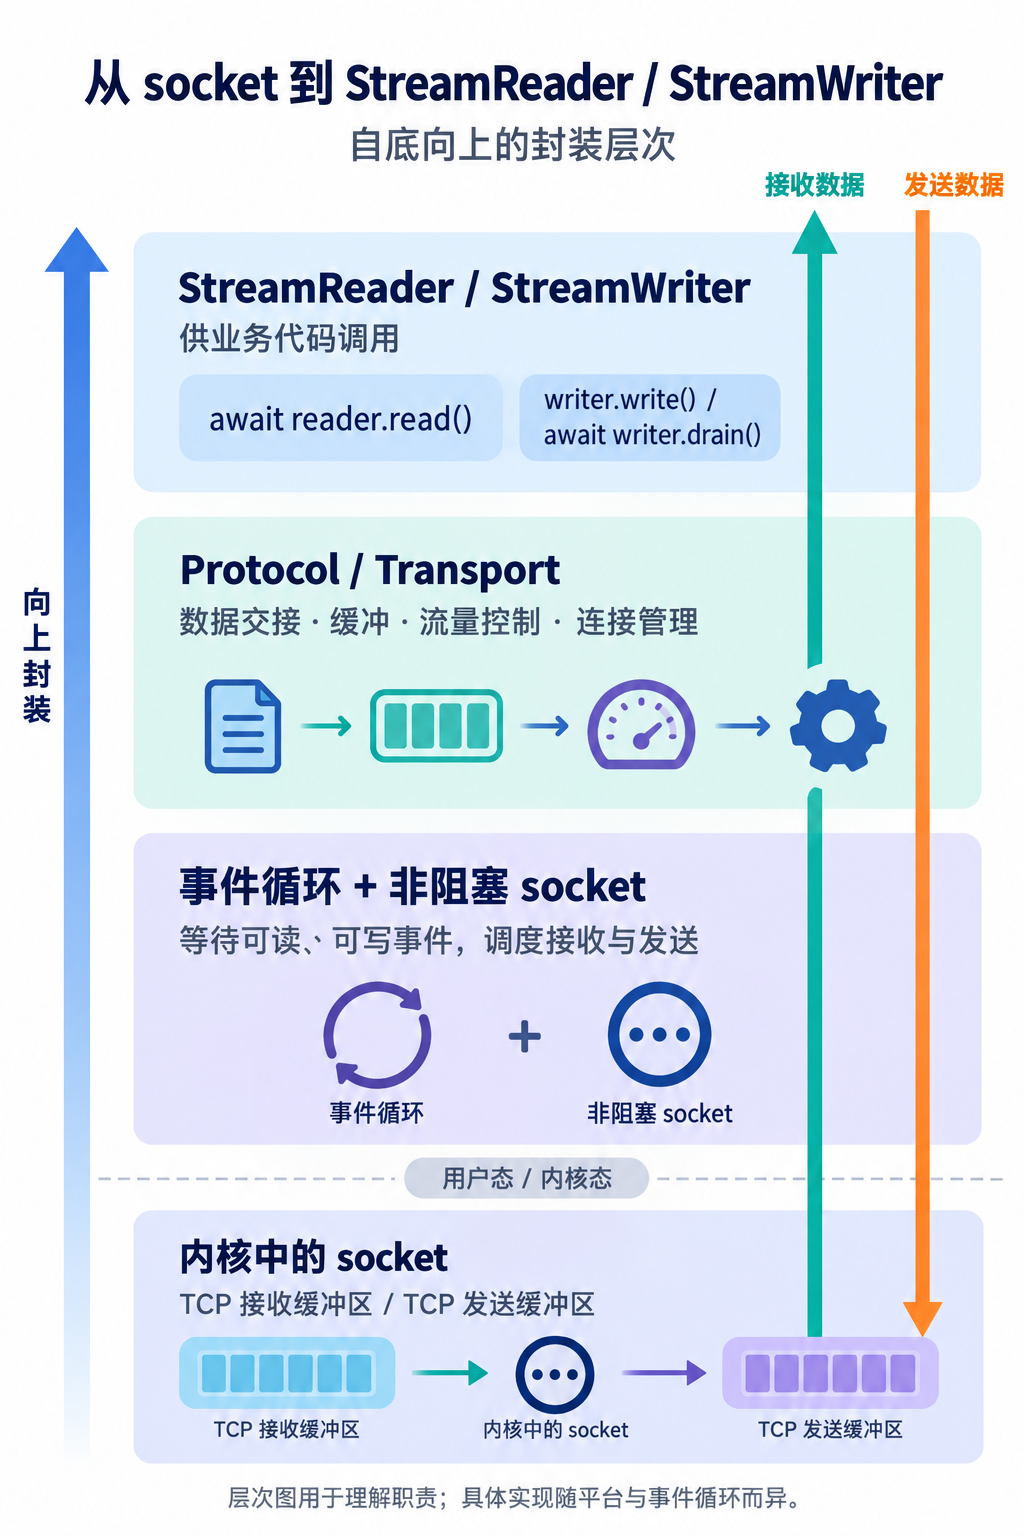 从 socket 到 StreamReader / StreamWriter
自底向上的封装层次
接收数据
发送数据
StreamReader / StreamWriter
供业务代码调用
await reader.read()
writer.write() /
await writer.drain()
向上封装
Protocol / Transport
数据交接 · 缓冲 · 流量控制 · 连接管理
事件循环 + 非阻塞 socket
等待可读、可写事件，调度接收与发送
+
事件循环
非阻塞 socket
用户态 / 内核态
内核中的 socket
TCP 接收缓冲区 / TCP 发送缓冲区
TCP 接收缓冲区
内核中的 socket
TCP 发送缓冲区
层次图用于理解职责；具体实现随平台与事件循环而异。